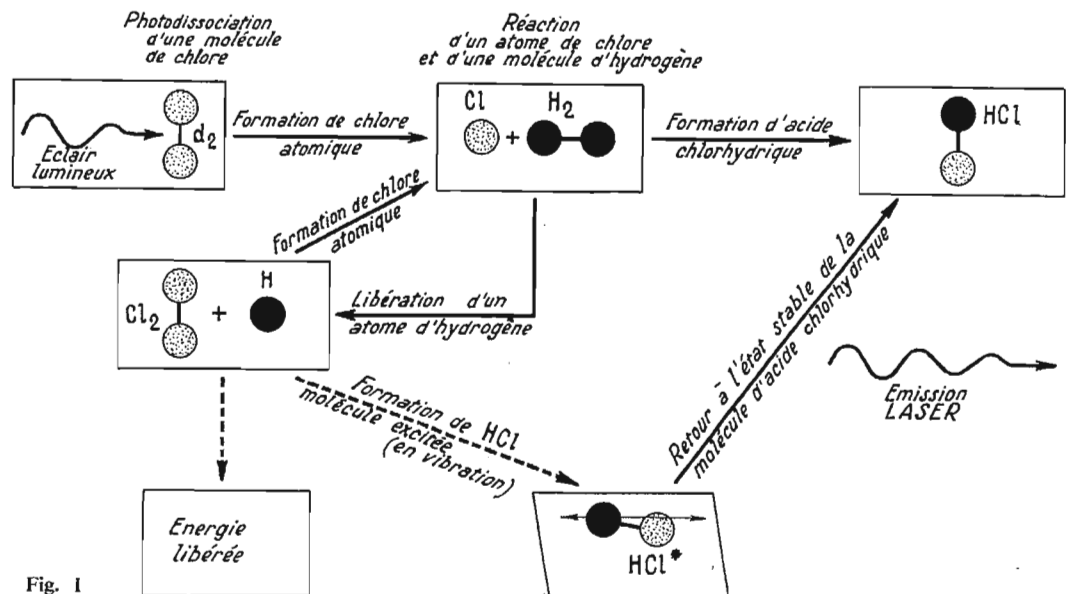 Photodissociation
d'une molécule
de chlore
Réaction
d'un atome de chlore
et d'une molécule d'hydrogène
Eclair
lumineux
d2
Formation de chlore
atomique
Cl
+
H2
Formation d'acide
chlorhydrique
HCl
Formation de chlore
atomique
Cl2
+
H
Libération d'un
atome d'hydrogène
Formation de HCl
molécule excitée
(en vibration)
Retour à l'état stable de la
molécule d'acide chlorhydrique
Emission
LASER
Energie
libérée
HCl*
Fig. I